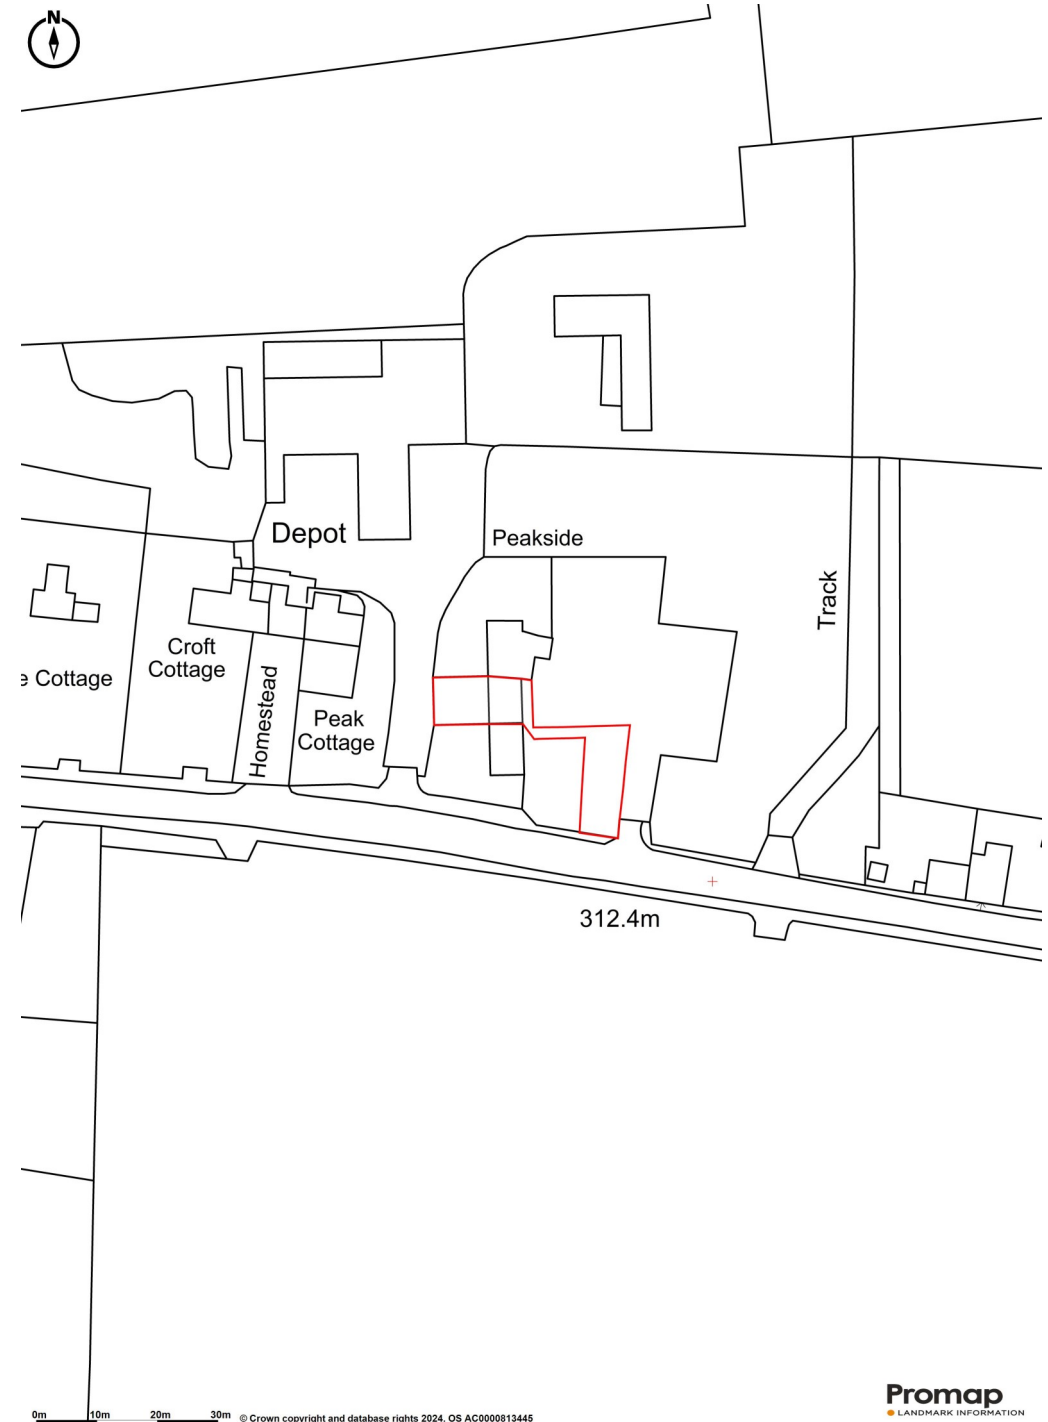 N
Depot
Peakside
Track
Croft
Cottage
e Cottage
Homestead
Peak
Cottage
312.4m
Promap
LANDMARK INFORMATION
0m 10m 20m 30m © Crown copyright and database rights 2024. OS AC0000813445